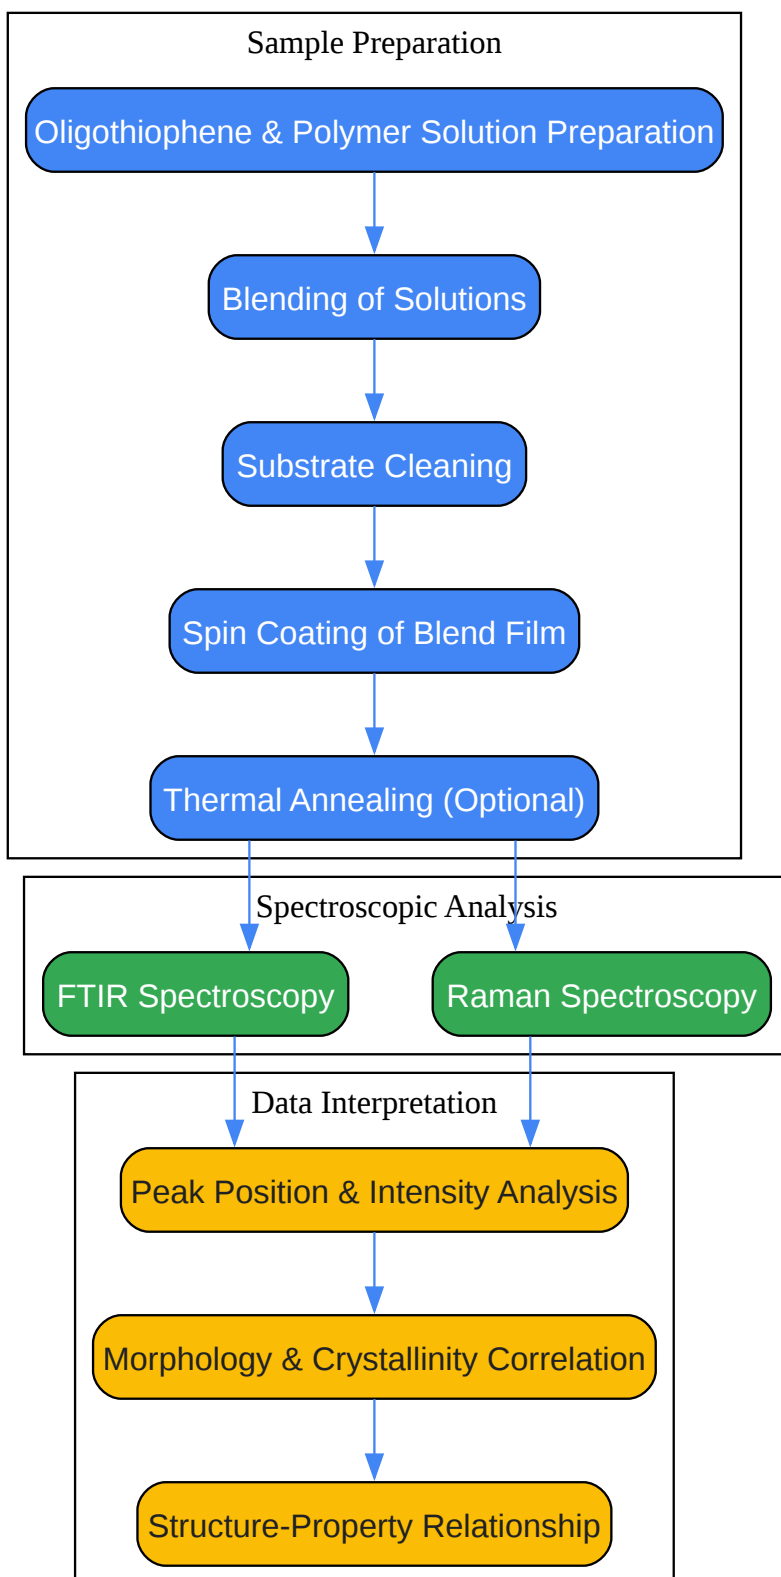 Sample Preparation
Oligothiophene & Polymer Solution Preparation
Blending of Solutions
Substrate Cleaning
Spin Coating of Blend Film
Thermal Annealing (Optional)
Spectroscopic Analysis
FTIR Spectroscopy
Raman Spectroscopy
Data Interpretation
Peak Position & Intensity Analysis
Morphology & Crystallinity Correlation
Structure-Property Relationship